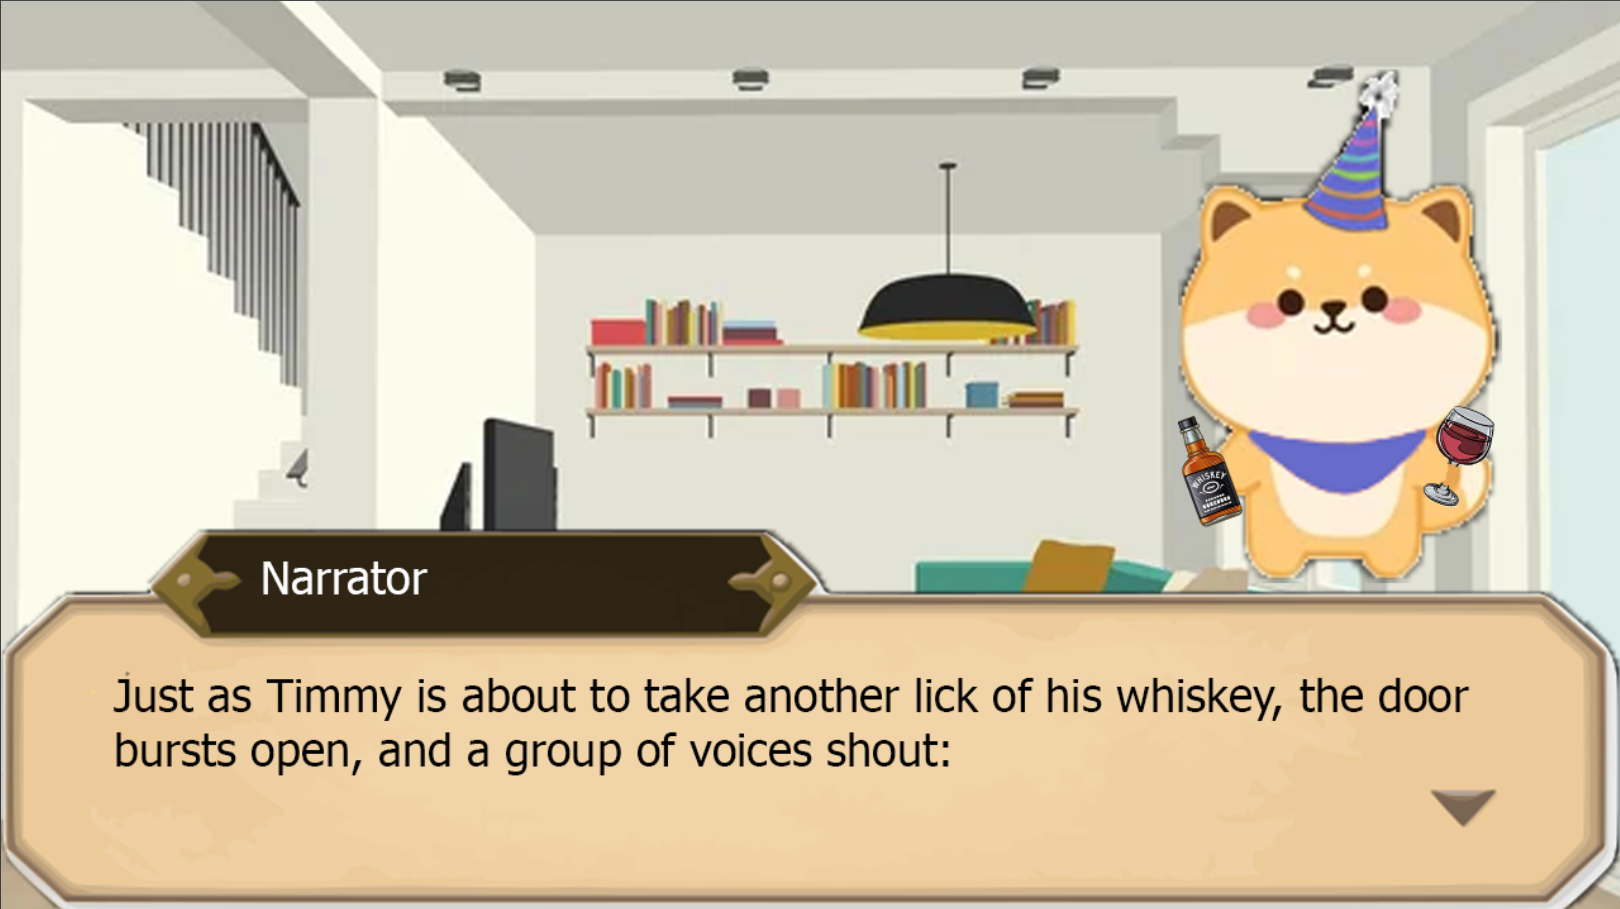 WHISKEY
Narrator
Just as Timmy is about to take another lick of his whiskey, the door
bursts open, and a group of voices shout: